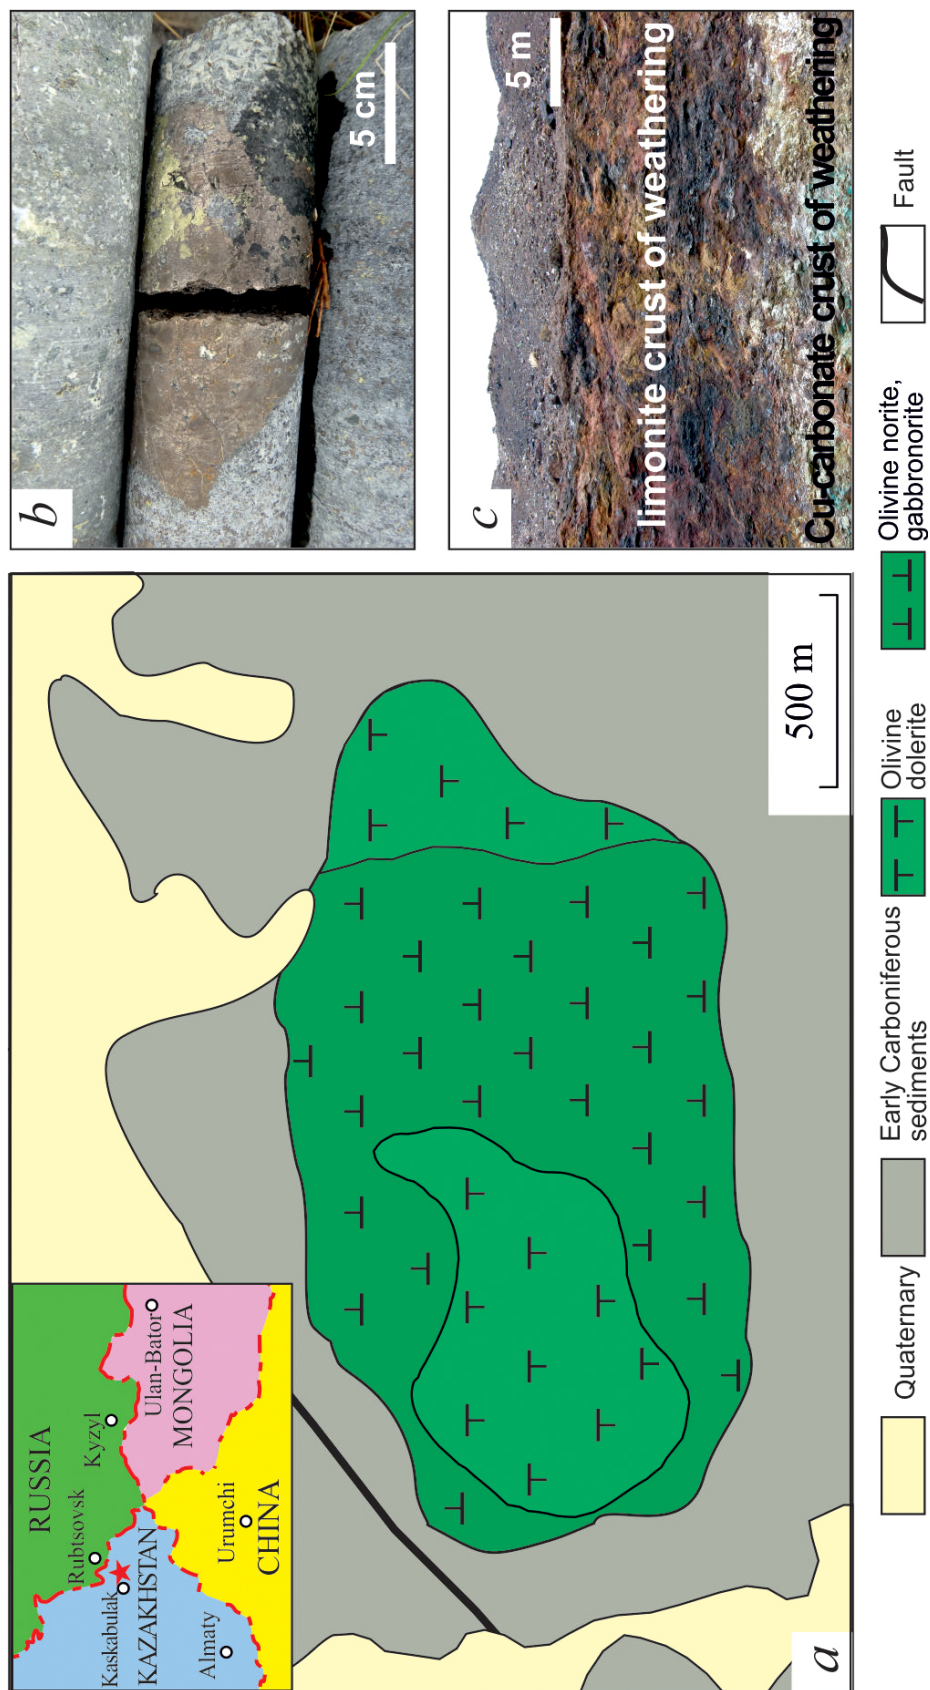 RUSSIA
Rubtsovsk
Kyzyl
Kaskabulak
KAZAKHSTAN
Ulan-Bator
MONGOLIA
Almaty
Urumchi
CHINA
a
500 m
b
5 cm
c
5 m
limonite crust of weathering
Cu-carbonate crust of weathering
Quaternary
Early Carboniferous
sediments
Olivine
dolerite
Olivine norite,
gabbronorite
Fault